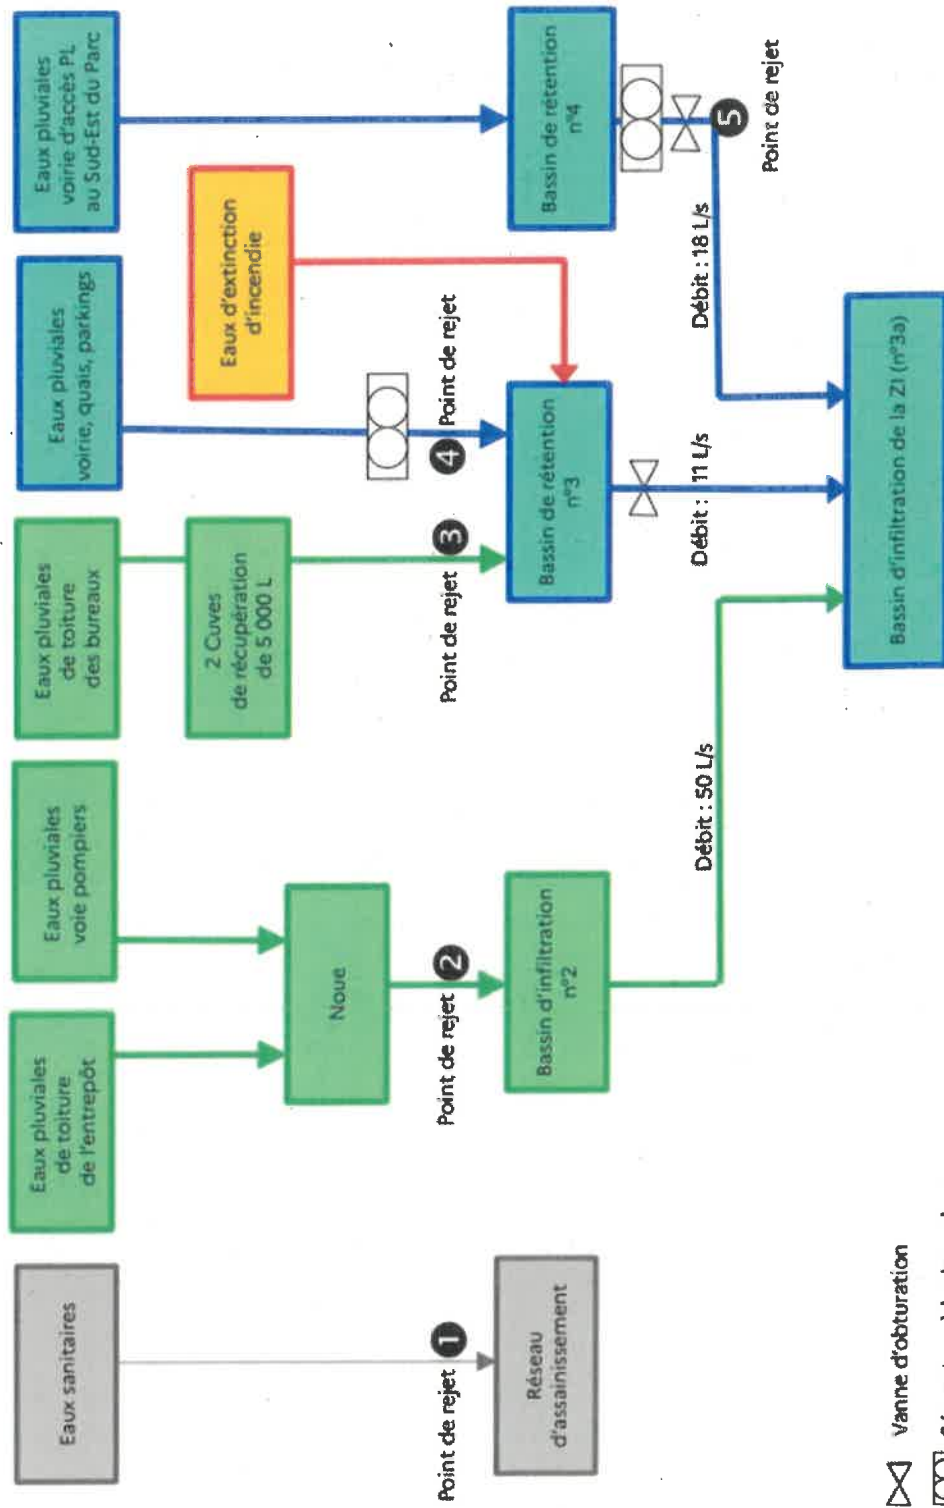 Eaux sanitaires
Point de rejet 1
Réseau
d'assainissement
Eaux pluviales
de toiture
de l'entrepôt
Eaux pluviales
voie pompiers
Noue
Point de rejet 2
Bassin d'infiltration
n°2
Débit : 50 L/s
Eaux pluviales
de toiture
des bureaux
2 Cuves
de récupération
de 5 000 L
Point de rejet 3
Eaux pluviales
voirie, quais, parkings
4 Point de rejet
Eaux d'extinction
d'incendie
Bassin de rétention
n°3
Débit : 11 L/s
Eaux pluviales
voirie d'accès PL
au Sud-Est du Parc
Bassin de rétention
n°4
5
Point de rejet
Débit : 18 L/s
Bassin d'infiltration de la ZI (n°3a)
Vanne d'obturation